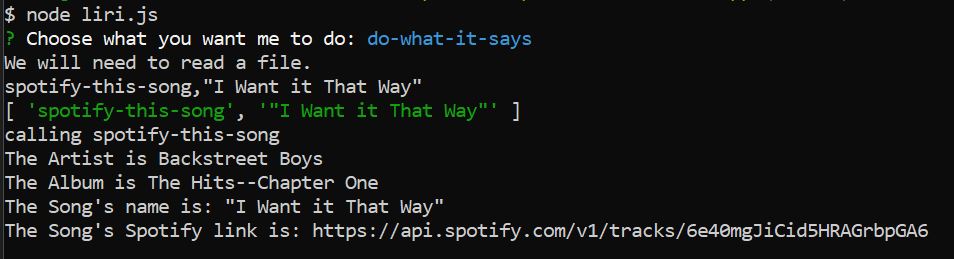 $ node liri.js
? Choose what you want me to do: do-what-it-says
We will need to read a file.
spotify-this-song,"I Want it That Way"
[ 'spotify-this-song', '"I Want it That Way"' ]
calling spotify-this-song
The Artist is Backstreet Boys
The Album is The Hits--Chapter One
The Song's name is: "I Want it That Way"
The Song's Spotify link is: https://api.spotify.com/v1/tracks/6e40mgJiCid5HRAGrbpGA6